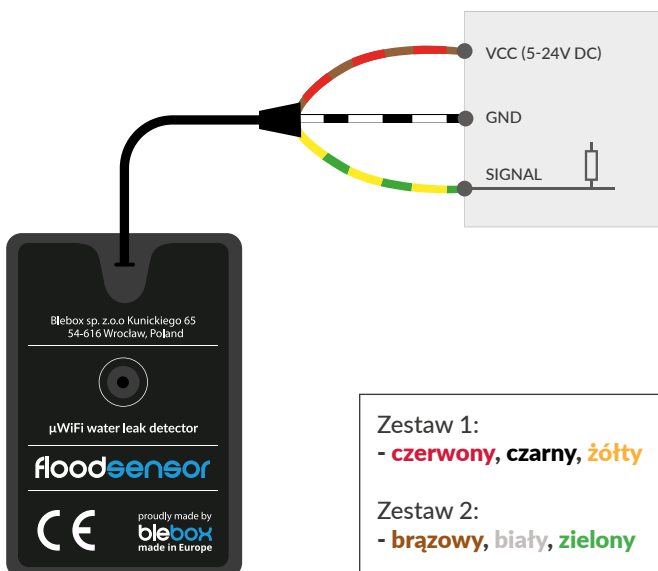 VCC (5-24V DC)
GND
SIGNAL
Blebox sp. z.o.o Kunickiego 65
54-616 Wrocław, Poland
µWiFi water leak detector
floodsensor
CE
proudly made by
blebox
made in Europe
Zestaw 1:
- czerwony, czarny, żółty
Zestaw 2:
- brązowy, biały, zielony